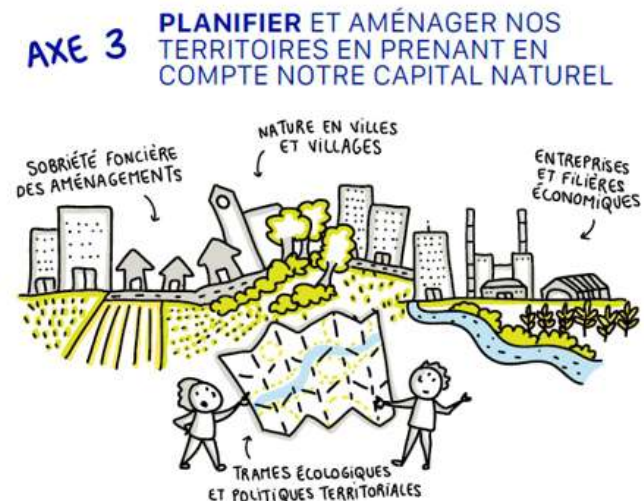 AXE 3
PLANIFIER ET AMÉNAGER NOS
TERRITOIRES EN PRENANT EN
COMPTE NOTRE CAPITAL NATUREL
NATURE EN VILLES
ET VILLAGES
SOBRIÉTÉ FONCIÈRE
DES AMÉNAGEMENTS
ENTREPRISES
ET FILIÈRES
ÉCONOMIQUES
TRAMES ÉCOLOGIQUES
ET POLITIQUES TERRITORIALES